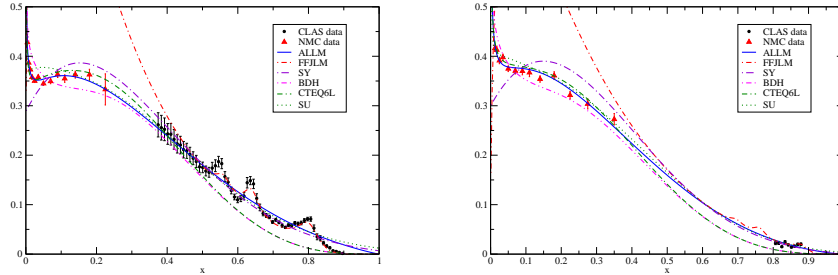 0.5
0.4
0.3
0.2
0.1
0
0 0.2 0.4 0.6 0.8 1
x
CLAS data
NMC data
ALLM
FFJLM
SY
BDH
CTEQ6L
SU
0.5
0.4
0.3
0.2
0.1
0
0 0.1 0.2 0.3 0.4 0.5 0.6 0.7 0.8 0.9 1
x
CLAS data
NMC data
ALLM
FFJLM
SY
BDH
CTEQ6L
SU